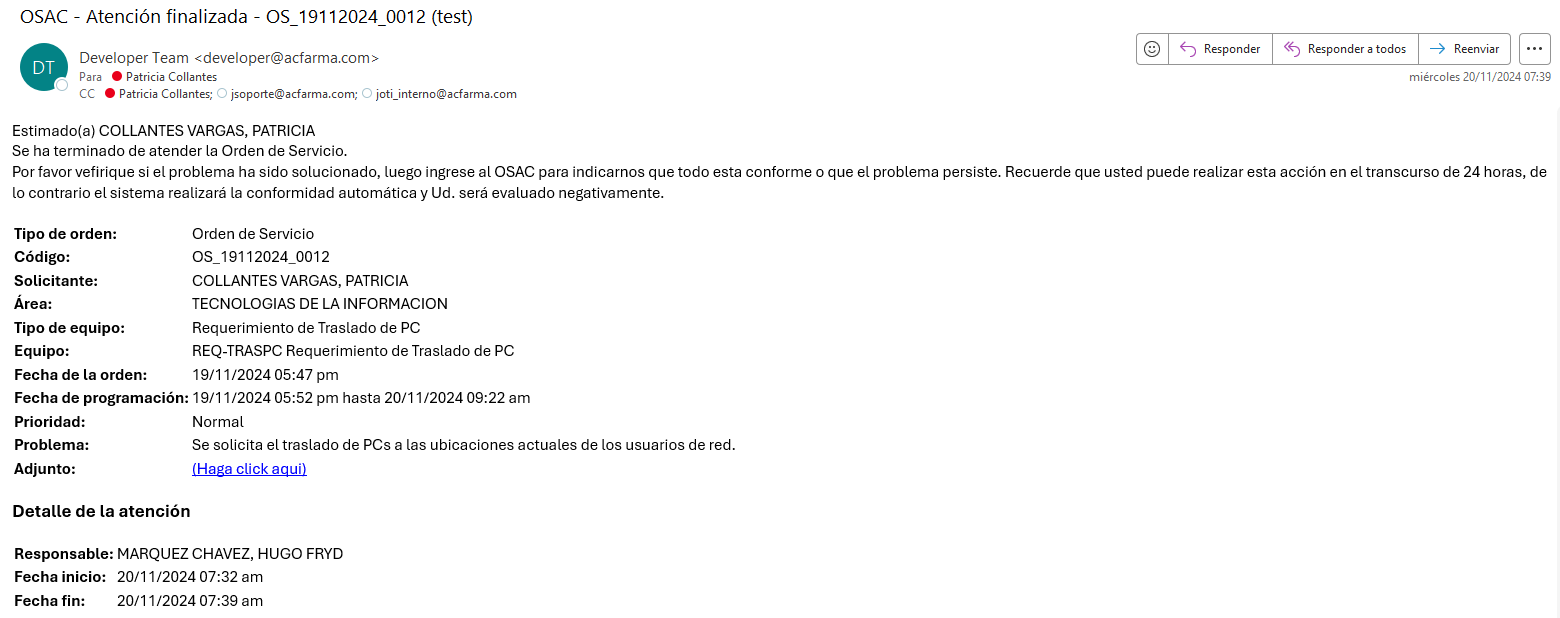 OSAC - Atención finalizada - OS_19112024_0012 (test)
DT
Developer Team <developer@acfarma.com>
Para Patricia Collantes
CC Patricia Collantes; jsoporte@acfarma.com; joti_interno@acfarma.com
Responder
Responder a todos
Reenviar
miércoles 20/11/2024 07:39
Estimado(a) COLLANTES VARGAS, PATRICIA
Se ha terminado de atender la Orden de Servicio.
Por favor vefirique si el problema ha sido solucionado, luego ingrese al OSAC para indicarnos que todo esta conforme o que el problema persiste. Recuerde que usted puede realizar esta acción en el transcurso de 24 horas, de
lo contrario el sistema realizará la conformidad automática y Ud. será evaluado negativamente.
Tipo de orden: Orden de Servicio
Código: OS_19112024_0012
Solicitante: COLLANTES VARGAS, PATRICIA
Área: TECNOLOGIAS DE LA INFORMACION
Tipo de equipo: Requerimiento de Traslado de PC
Equipo: REQ-TRASPC Requerimiento de Traslado de PC
Fecha de la orden: 19/11/2024 05:47 pm
Fecha de programación: 19/11/2024 05:52 pm hasta 20/11/2024 09:22 am
Prioridad: Normal
Problema: Se solicita el traslado de PCs a las ubicaciones actuales de los usuarios de red.
Adjunto: (Haga click aqui)
Detalle de la atención
Responsable: MARQUEZ CHAVEZ, HUGO FRYD
Fecha inicio: 20/11/2024 07:32 am
Fecha fin: 20/11/2024 07:39 am